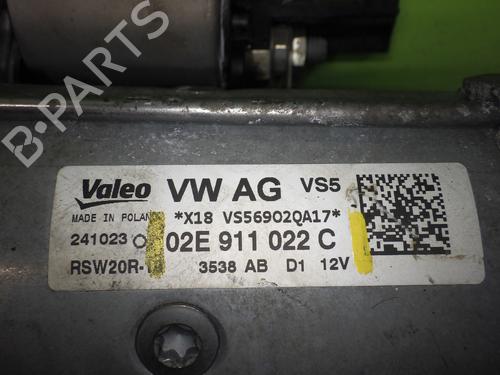 B-PARTS
Valeo VW AG VS5
MADE IN POLAND *X18 VS56902QA17*
241023 02E 911 022 C
RSW20R- 3538 AB D1 12V